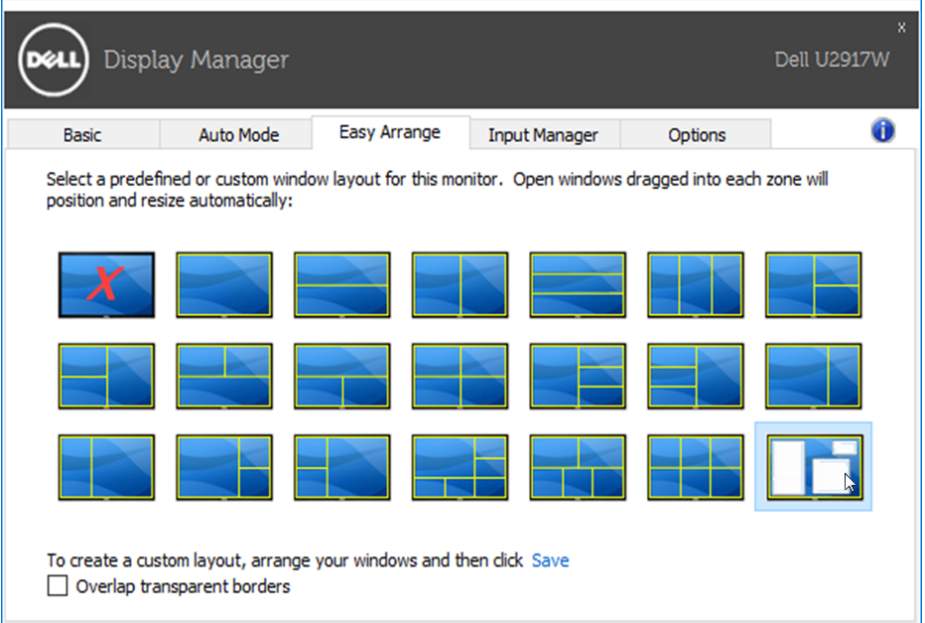 x
DELL Display Manager Dell U2917W
Basic Auto Mode Easy Arrange Input Manager Options i
Select a predefined or custom window layout for this monitor. Open windows dragged into each zone will
position and resize automatically:
X
To create a custom layout, arrange your windows and then click Save
Overlap transparent borders